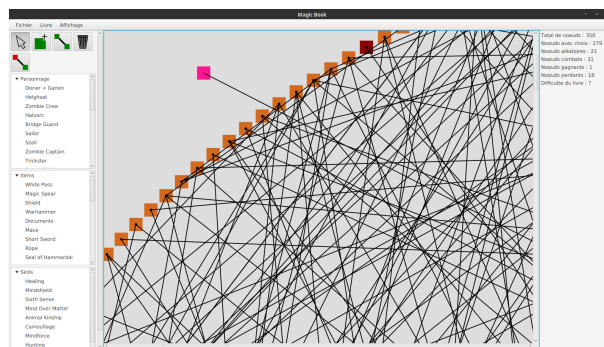 Magic Book
Fichier Livre Affichage
Personnage
Dorier + Ganon
Helghast
Zombie Crew
Halvorc
Bridge Guard
Sailor
Szall
Zombie Captain
Trickster
Items
White Pass
Magic Spear
Shield
Warhammer
Documents
Mace
Short Sword
Rope
Seal of Hammerdal
Skills
Healing
Mindshield
Sixth Sense
Mind Over Matter
Animal Kinship
Camouflage
Mindforce
Hunting
Total de noeuds : 350
Noeuds avec choix : 279
Noeuds aléatoires : 21
Noeuds combats : 31
Noeuds gagnants : 1
Noeuds perdants : 18
Difficulte du livre : ?